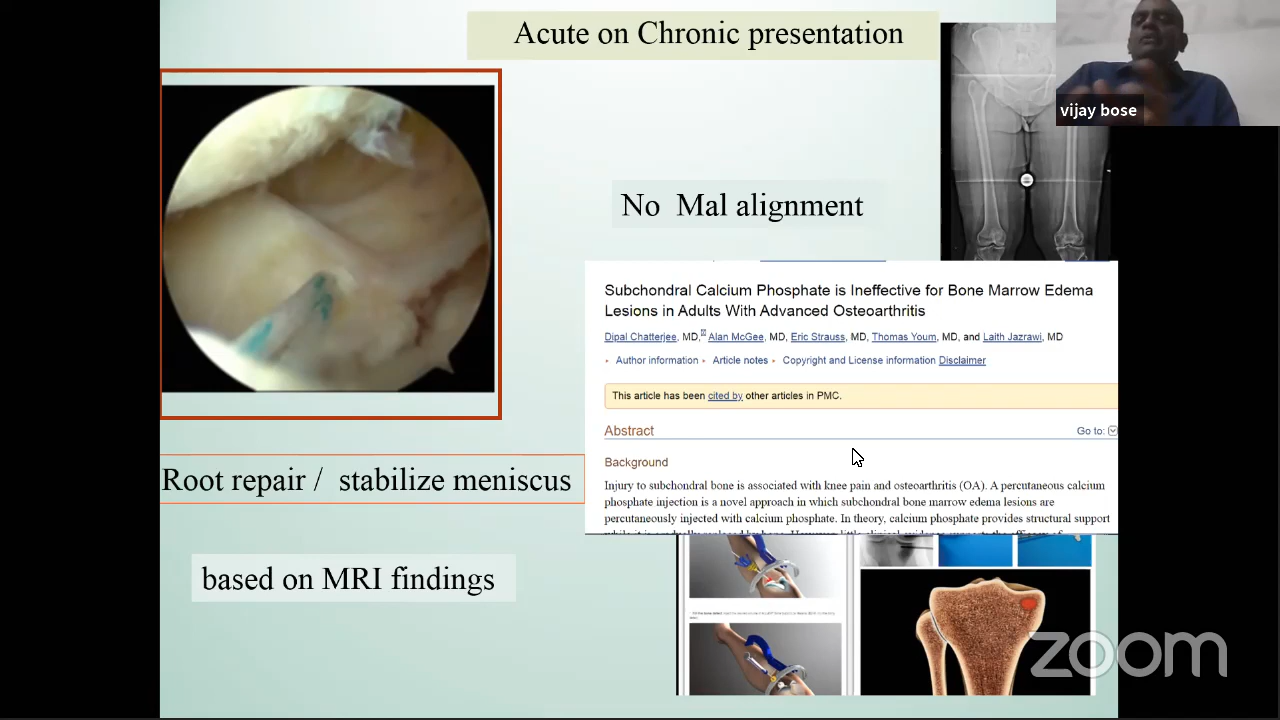 Acute on Chronic presentation
vijay bose
No Mal alignment
Subchondral Calcium Phosphate is Ineffective for Bone Marrow Edema
Lesions in Adults With Advanced Osteoarthritis
Dipal Chatterjee, MD, Alan McGee, MD, Eric Strauss, MD, Thomas Youm, MD, and Laith Jazrawi, MD
Author information Article notes Copyright and License information Disclaimer
This article has been cited by other articles in PMC.
Abstract
Go to:
Background
Injury to subchondral bone is associated with knee pain and osteoarthritis (OA). A percutaneous calcium
phosphate injection is a novel approach in which subchondral bone marrow edema lesions are
percutaneously injected with calcium phosphate. In theory, calcium phosphate provides structural support
Root repair / stabilize meniscus
based on MRI findings
zoom